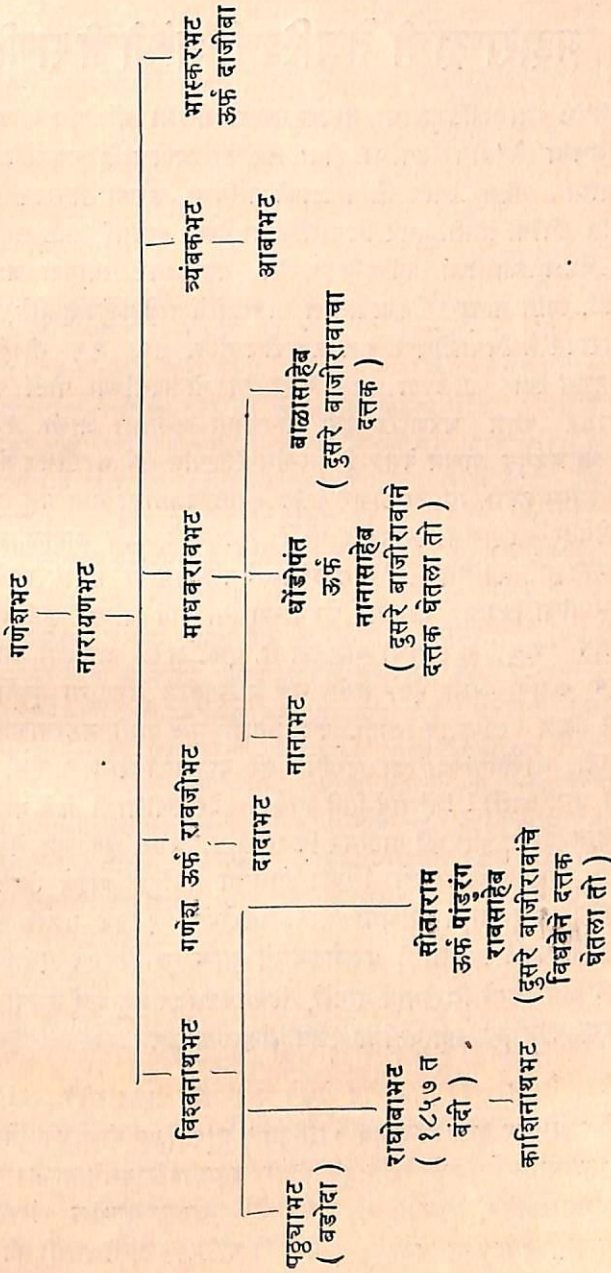 गणेशभट
नारायणभट
विश्वनाथभट
गणेश ऊर्फ रावजीभट
माधवरावभट
त्र्यंबकभट
भास्करभट
ऊर्फ दाजीबा
दादाभट
आबाभट
पठ्याभट
( बडोदा )
राघोबाभट
( १८५७ त
बंदी )
सीताराम
ऊर्फ पांडुरंग
रावसाहेब
(दुसरे बाजीरावांचे
विधवेने दत्तक
घेतला तो )
नानाभट
धोंडोपंत
ऊर्फ
नानासाहेब
( दुसरे बाजीरावाने
दत्तक घेतला तो )
बाळासाहेब
( दुसरे बाजीरावाचा
दत्तक )
काशिनाथभट